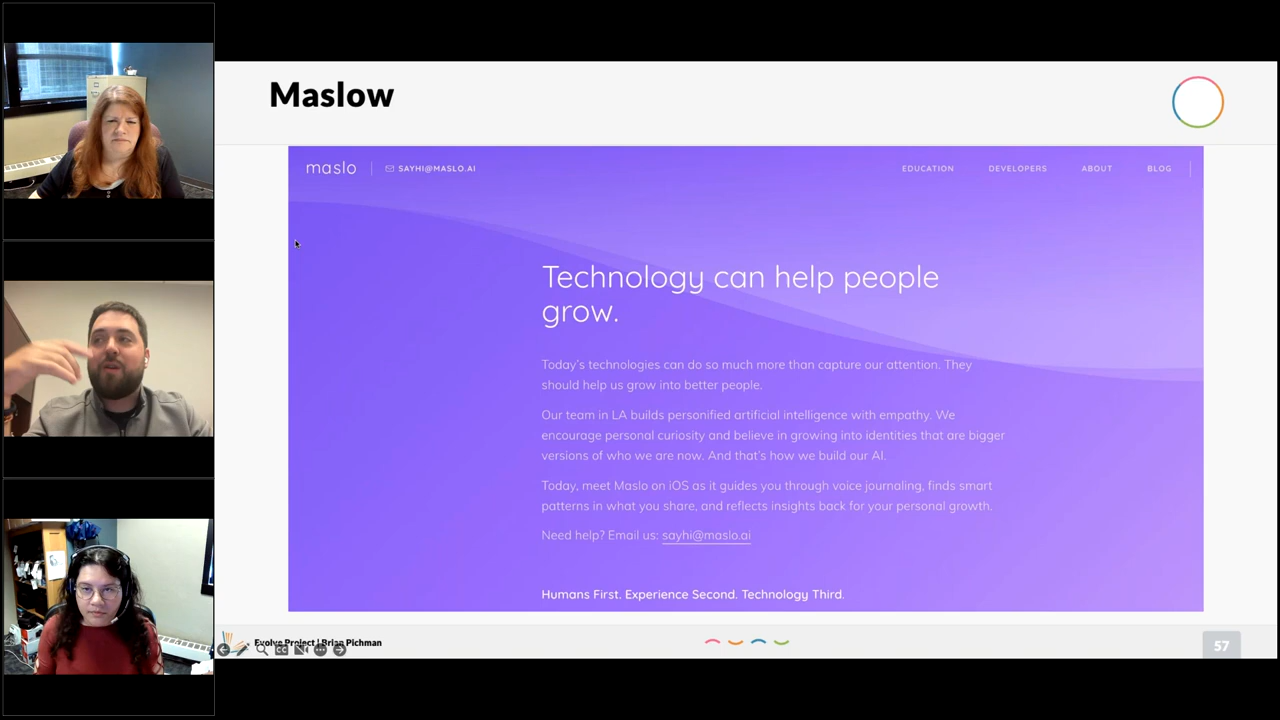 Maslow
maslo
SAYHI@MASLO.AI
EDUCATION
DEVELOPERS
ABOUT
BLOG
Technology can help people
grow.
Today's technologies can do so much more than capture our attention. They
should help us grow into better people.
Our team in LA builds personified artificial intelligence with empathy. We
encourage personal curiosity and believe in growing into identities that are bigger
versions of who we are now. And that's how we build our AI.
Today, meet Maslo on iOS as it guides you through voice journaling, finds smart
patterns in what you share, and reflects insights back for your personal growth.
Need help? Email us: sayhi@maslo.ai
Humans First. Experience Second. Technology Third.
Evolve Project | Brian Pichman
CC
57